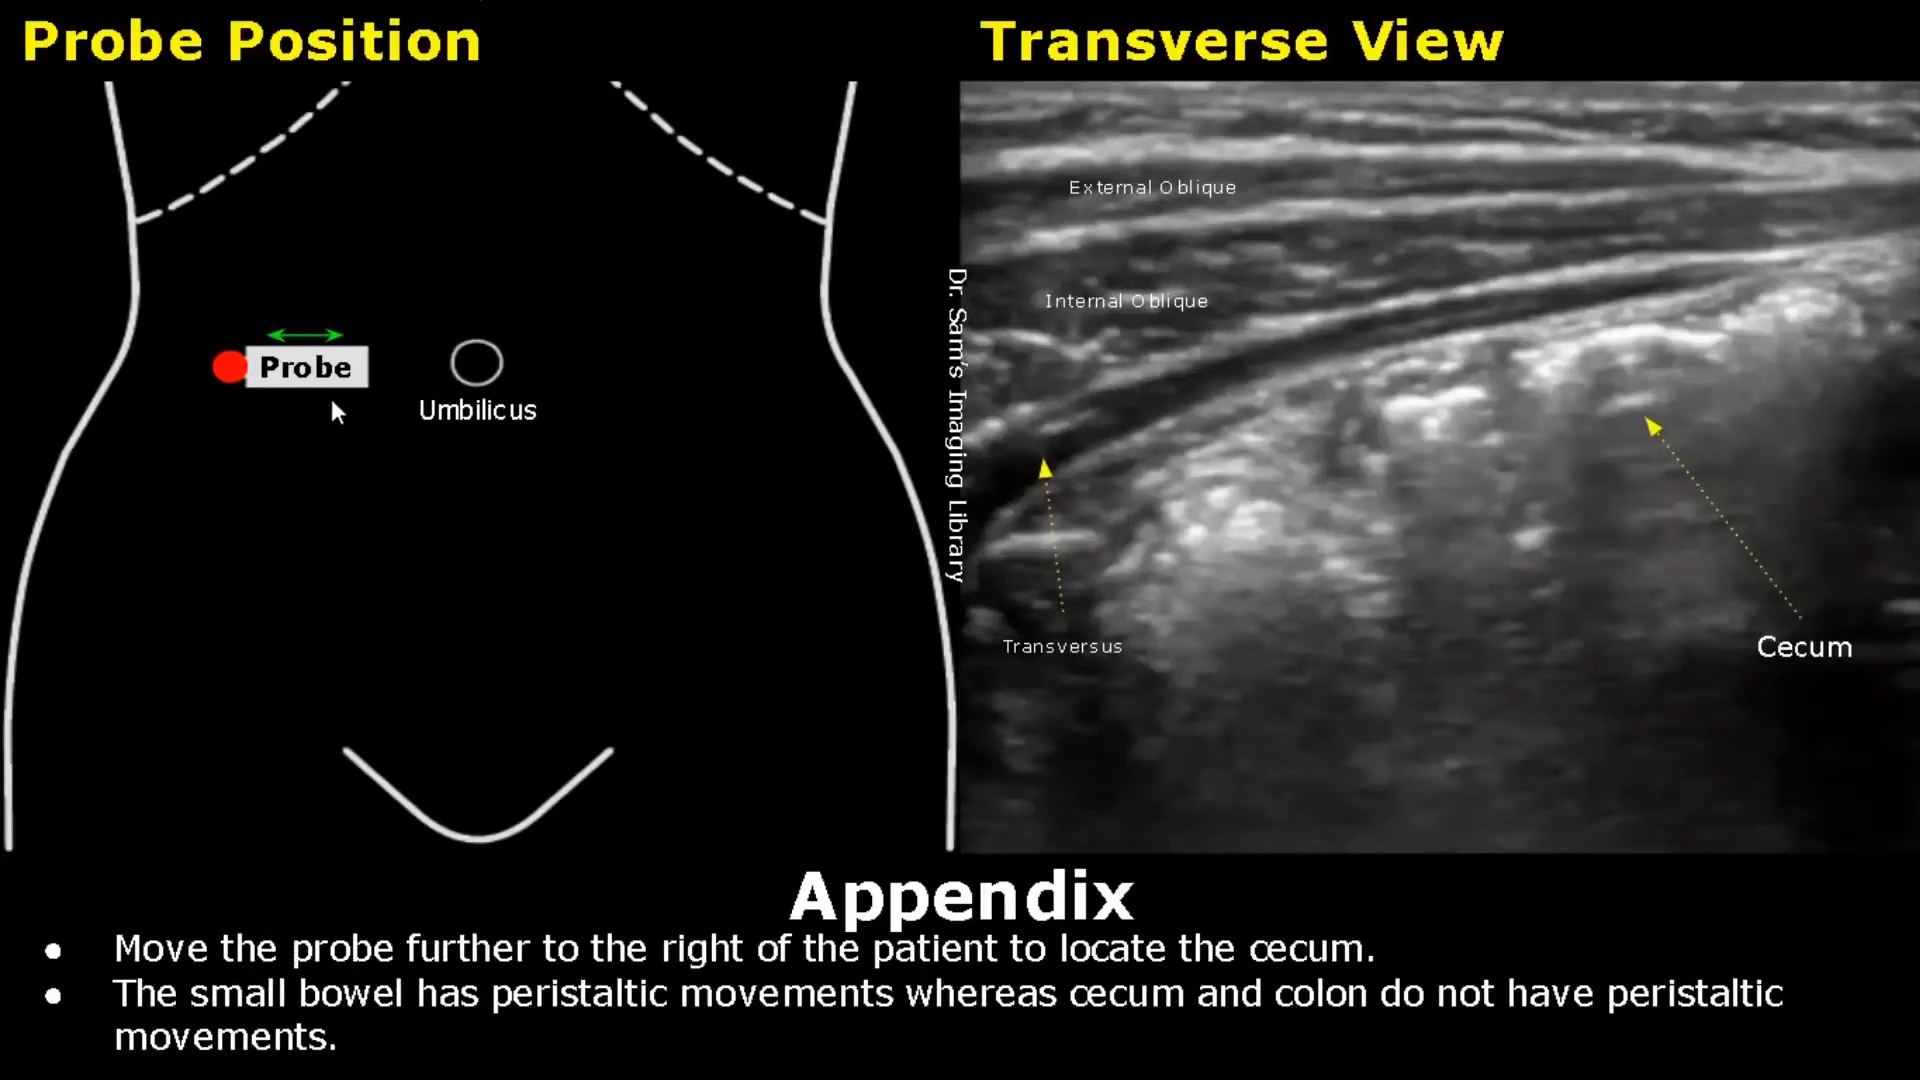 Probe Position
Transverse View
External Oblique
Internal Oblique
Probe
Umbilicus
Dr. Sam's Imaging Library
Transversus
Cecum
Appendix
• Move the probe further to the right of the patient to locate the cecum.
• The small bowel has peristaltic movements whereas cecum and colon do not have peristaltic
movements.